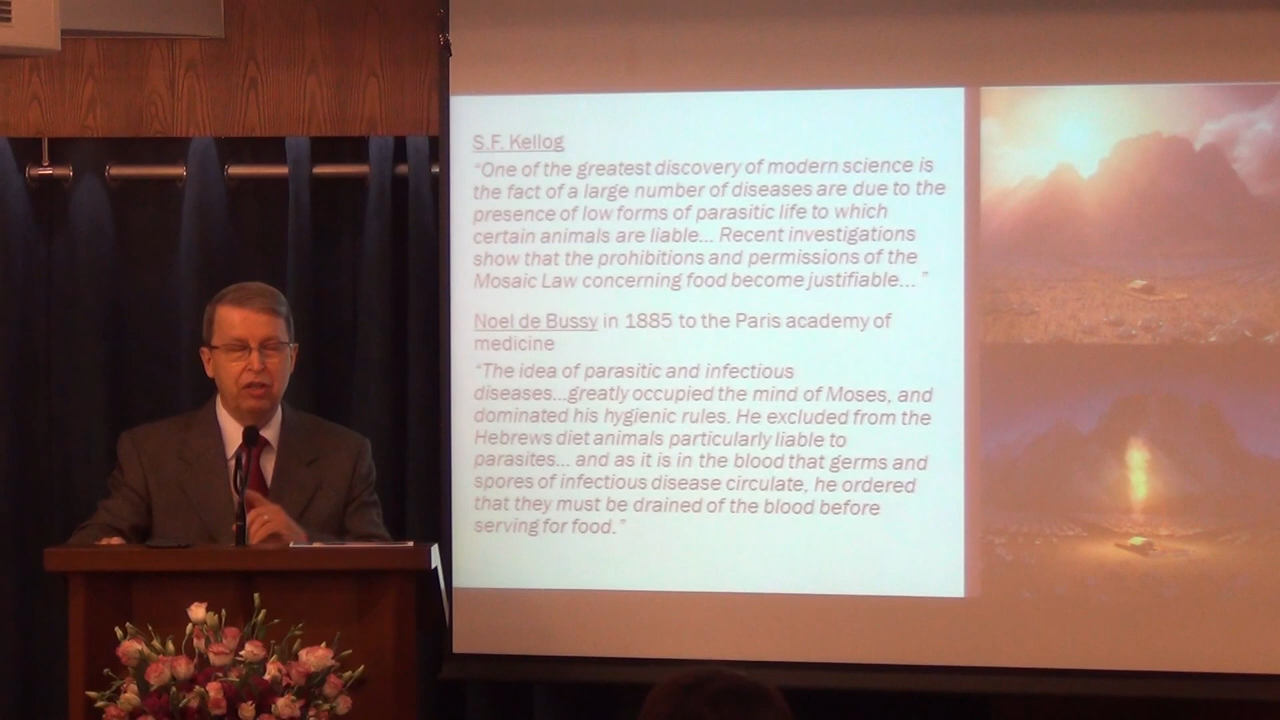 S.F. Kellog
“One of the greatest discovery of modern science is
the fact of a large number of diseases are due to the
presence of low forms of parasitic life to which
certain animals are liable... Recent investigations
show that the prohibitions and permissions of the
Mosaic Law concerning food become justifiable... ”
Noel de Bussy in 1885 to the Paris academy of
medicine
“The idea of parasitic and infectious
diseases...greatly occupied the mind of Moses, and
dominated his hygienic rules. He excluded from the
Hebrews diet animals particularly liable to
parasites... and as it is in the blood that germs and
spores of infectious disease circulate, he ordered
that they must be drained of the blood before
serving for food.”